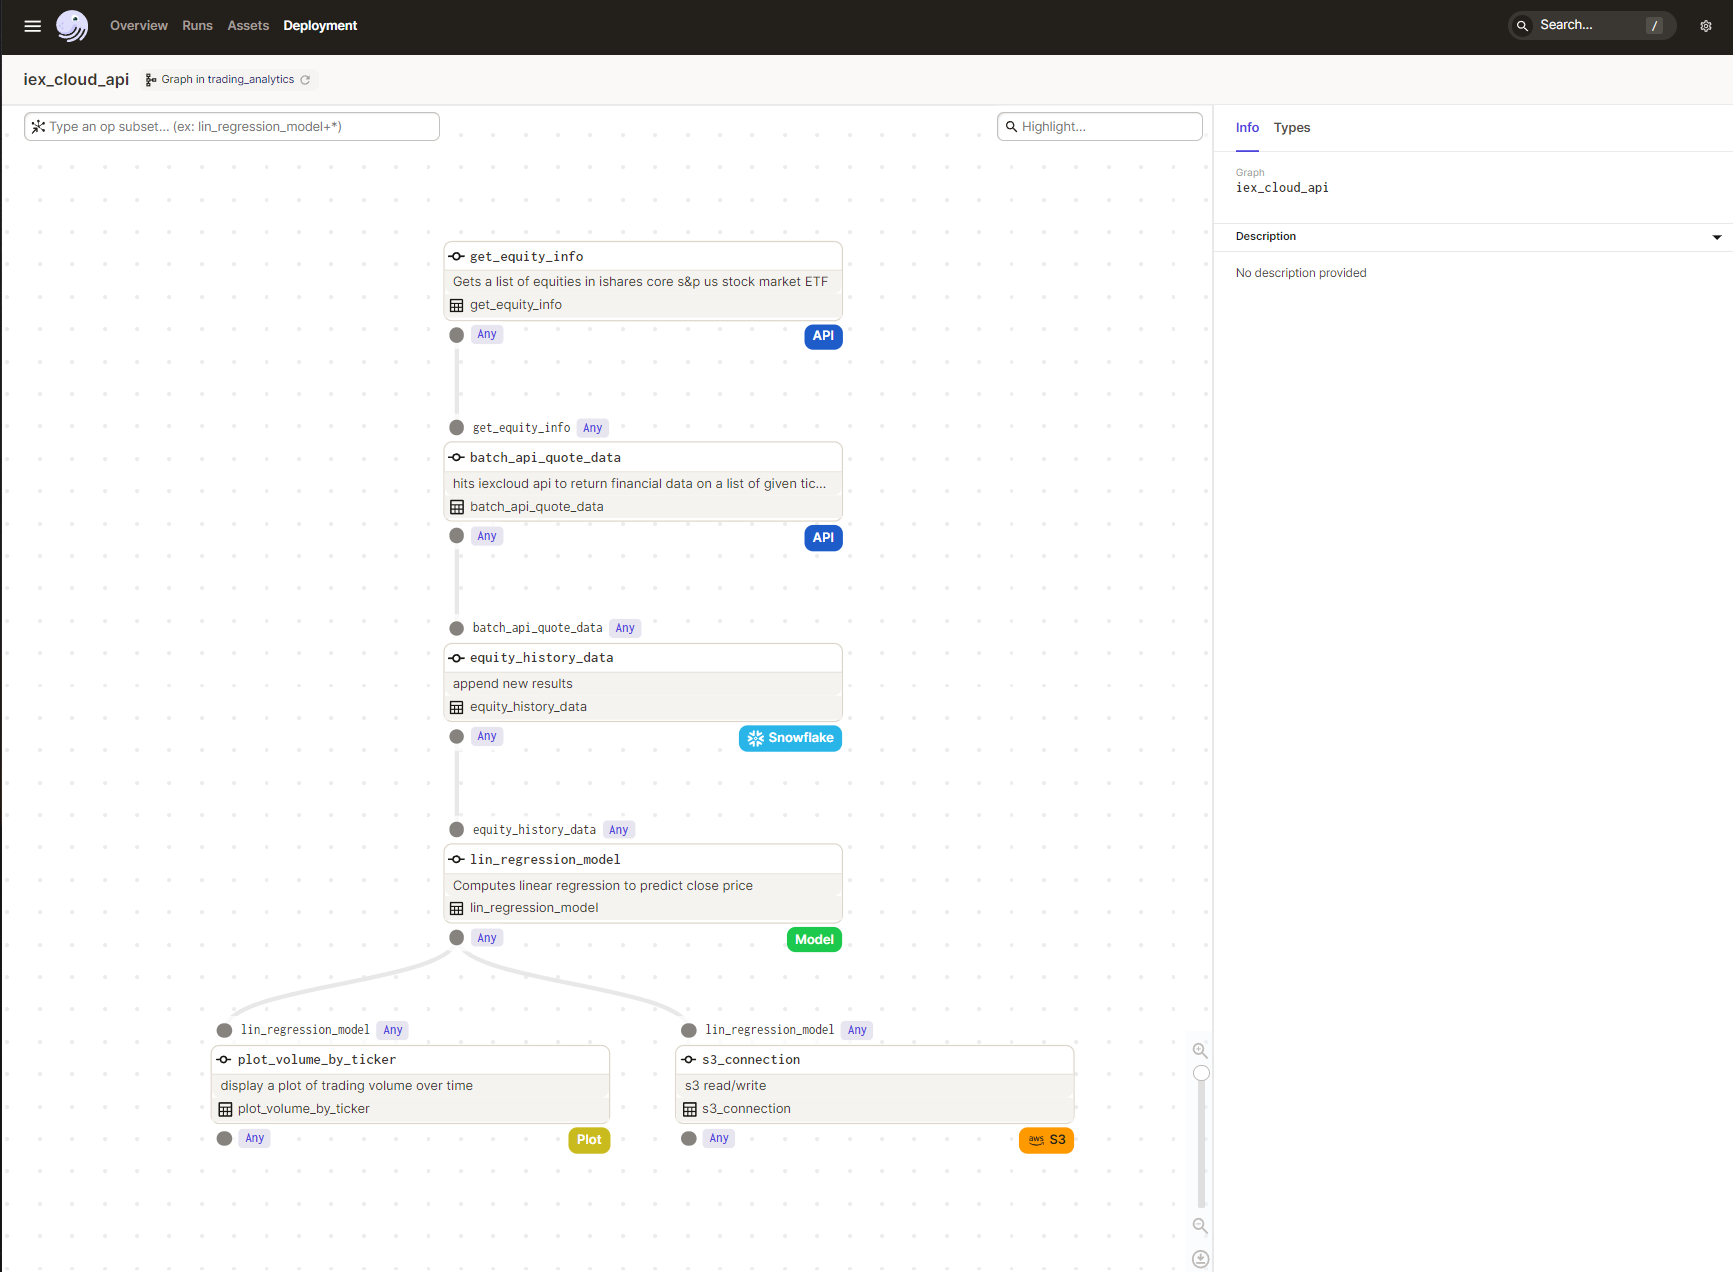 Overview Runs Assets Deployment Search... /
iex_cloud_api Graph in trading_analytics
Type an op subset... (ex: lin_regression_model+*) Highlight...
Info Types
Graph
iex_cloud_api
Description
No description provided
get_equity_info
Gets a list of equities in ishares core s&p us stock market ETF
get_equity_info
Any API
get_equity_info Any
batch_api_quote_data
hits iexcloud api to return financial data on a list of given tic...
batch_api_quote_data
Any API
batch_api_quote_data Any
equity_history_data
append new results
equity_history_data
Any Snowflake
equity_history_data Any
lin_regression_model
Computes linear regression to predict close price
lin_regression_model
Any Model
lin_regression_model Any
plot_volume_by_ticker
display a plot of trading volume over time
plot_volume_by_ticker
Any Plot
lin_regression_model Any
s3_connection
s3 read/write
s3_connection
Any aws S3